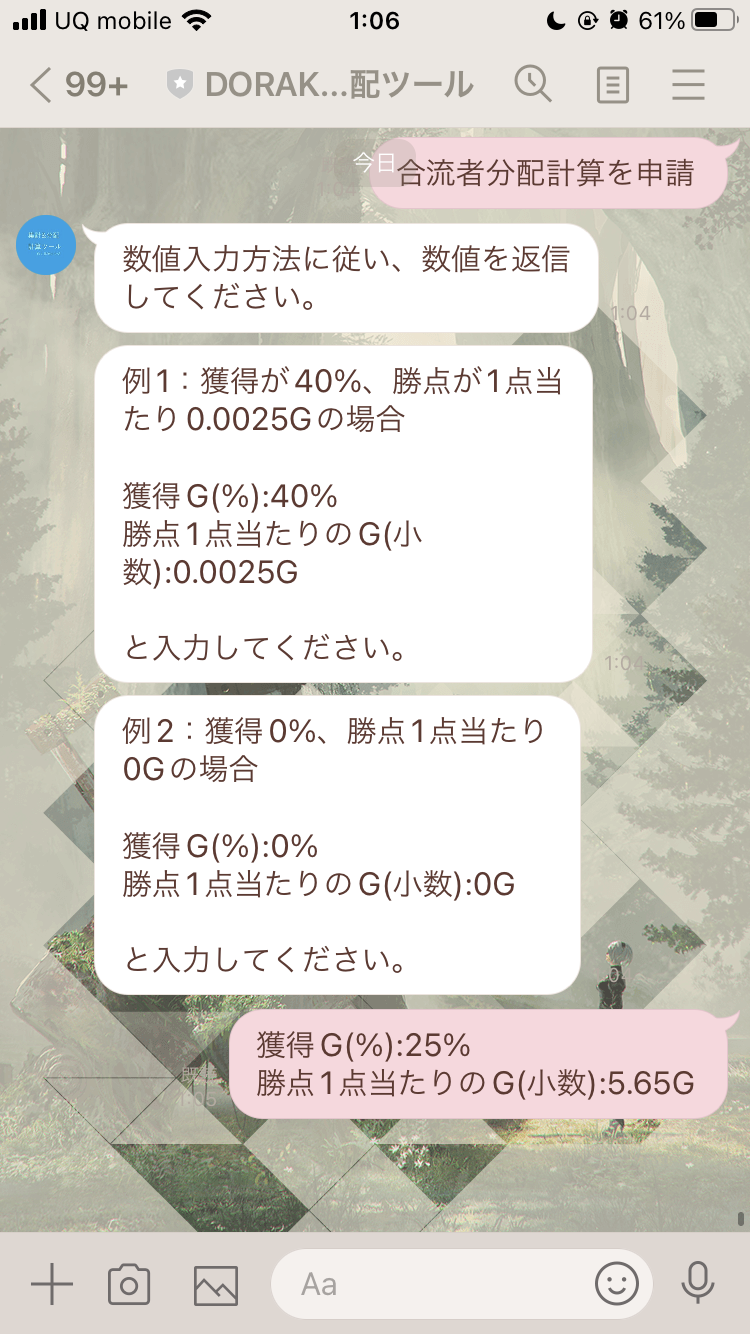 UQ mobile
1:06
61%
99+
DORAK...配ツール
今日
合流者分配計算を申請
数値入力方法に従い、数値を返信
してください。
1:04
例1：獲得が40%、勝点が1点当
たり0.0025Gの場合
獲得G(%):40%
勝点1点当たりのG(小
数):0.0025G
と入力してください。
1:04
例2：獲得0%、勝点1点当たり
0Gの場合
獲得G(%):0%
勝点1点当たりのG(小数):0G
と入力してください。
獲得G(%):25%
勝点1点当たりのG(小数):5.65G
既読
Aa